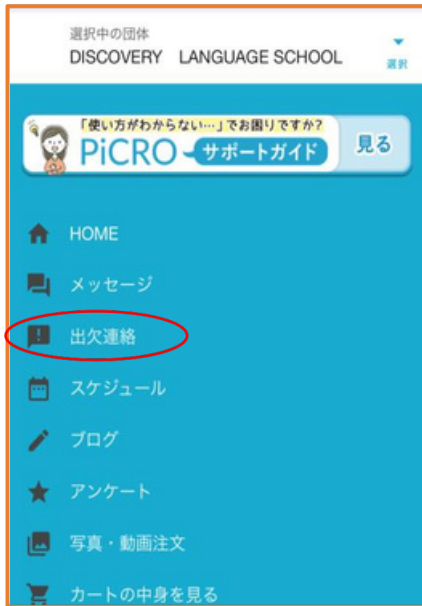 選択中の団体
DISCOVERY LANGUAGE SCHOOL
選択
「使い方がわからない…」でお困りですか?
PiCRO サポートガイド 見る
HOME
メッセージ
出欠連絡
スケジュール
ブログ
アンケート
写真・動画注文
カートの中身を見る